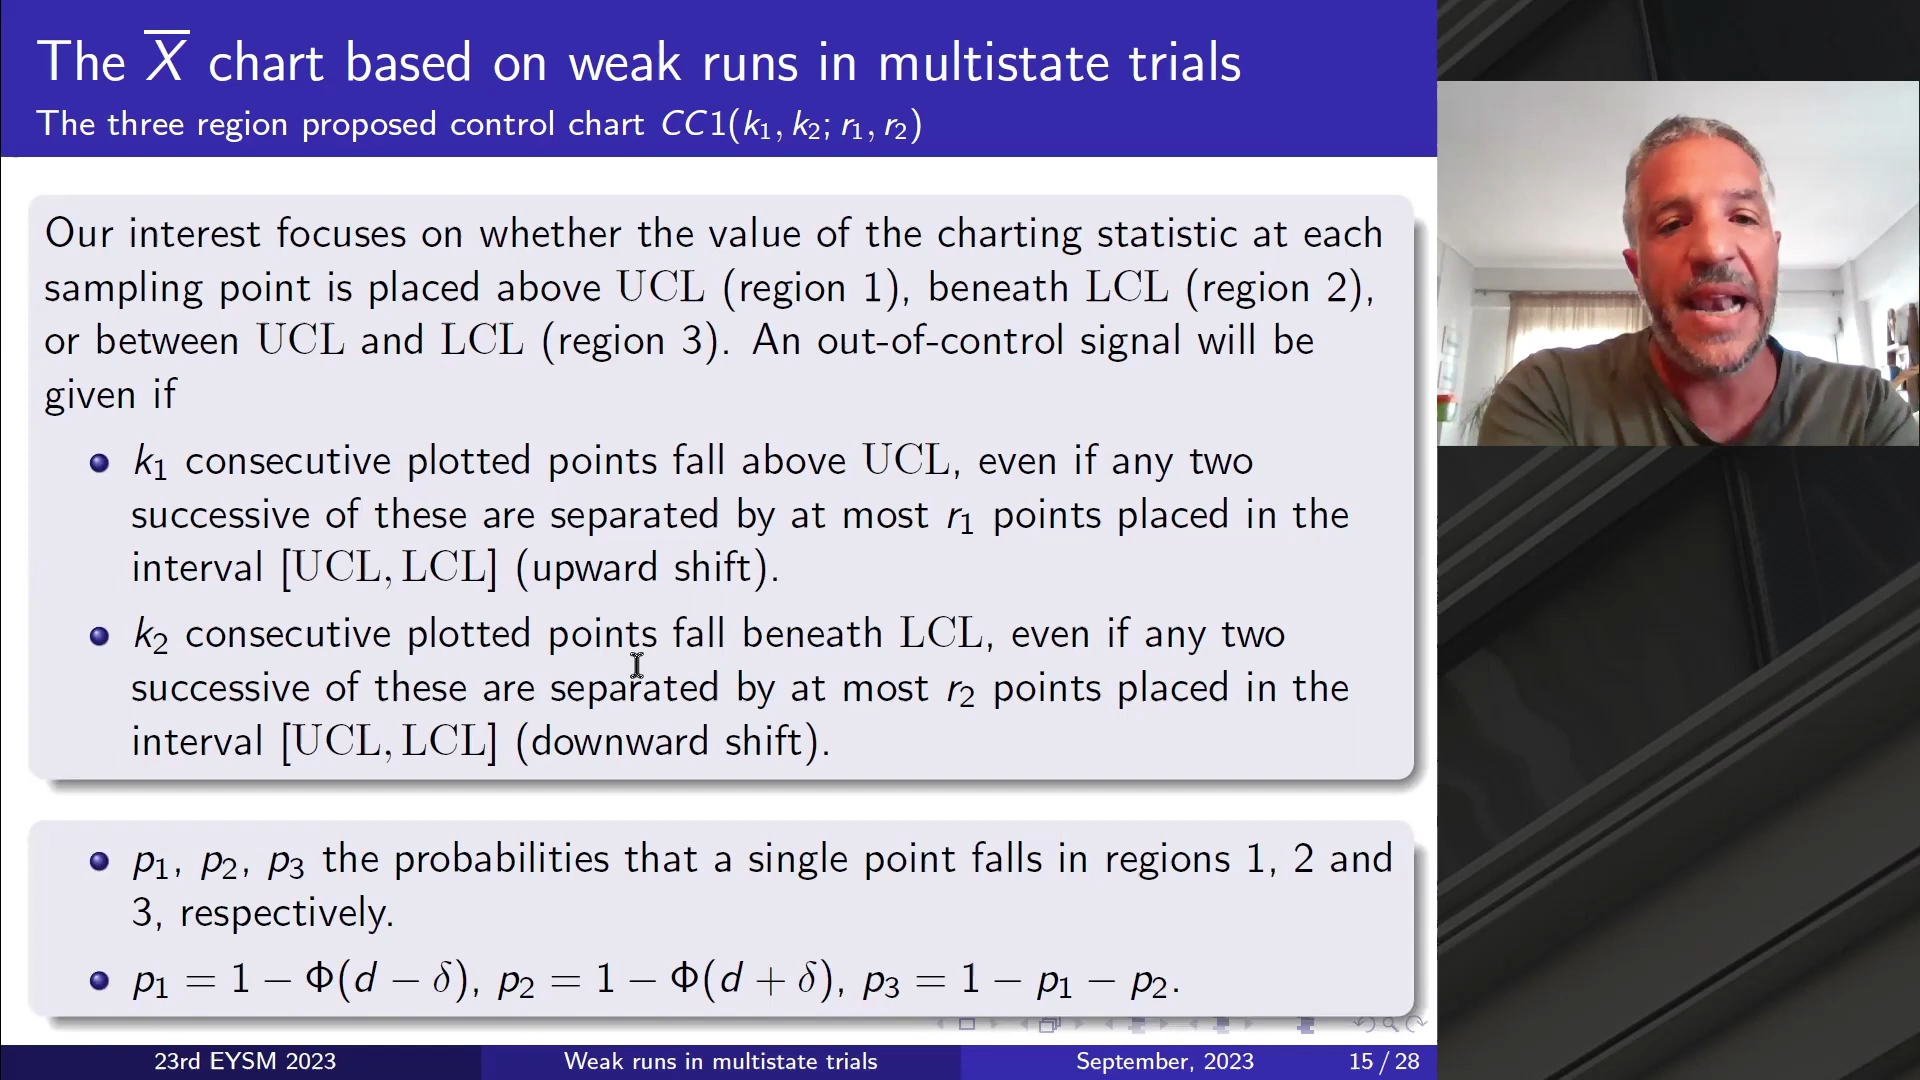 The X̅ chart based on weak runs in multistate trials
The three region proposed control chart CC1(k₁, k₂; r₁, r₂)
Our interest focuses on whether the value of the charting statistic at each
sampling point is placed above UCL (region 1), beneath LCL (region 2),
or between UCL and LCL (region 3). An out-of-control signal will be
given if
k₁ consecutive plotted points fall above UCL, even if any two
successive of these are separated by at most r₁ points placed in the
interval [UCL, LCL] (upward shift).
k₂ consecutive plotted points fall beneath LCL, even if any two
successive of these are separated by at most r₂ points placed in the
interval [UCL, LCL] (downward shift).
p₁, p₂, p₃ the probabilities that a single point falls in regions 1, 2 and
3, respectively.
p₁ = 1 − Φ(d − δ), p₂ = 1 − Φ(d + δ), p₃ = 1 − p₁ − p₂.
23rd EYSM 2023 Weak runs in multistate trials September, 2023 15 / 28